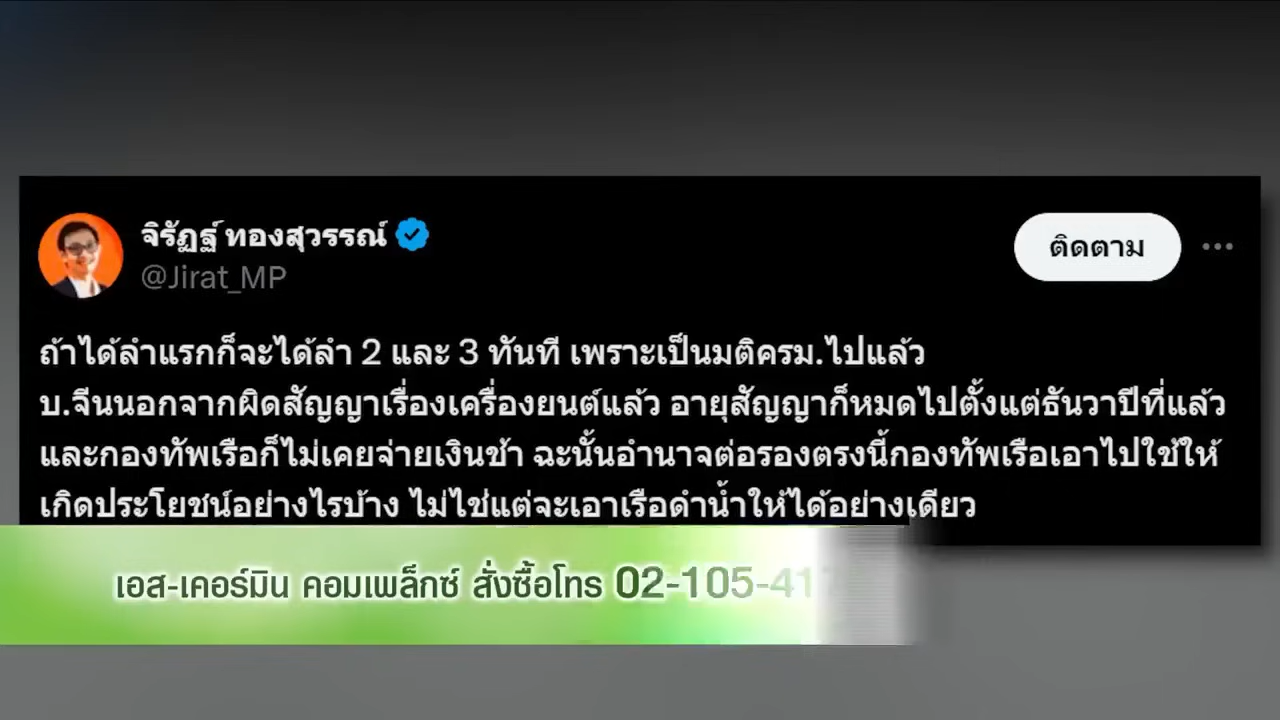 จิรัฏฐ์ ทองสุวรรณ์
@Jirat_MP
ติดตาม
ถ้าได้ลำแรกก็จะได้ลำ 2 และ 3 ทันที เพราะเป็นมติครม.ไปแล้ว
บ.จีนนอกจากผิดสัญญาเรื่องเครื่องยนต์แล้ว อายุสัญญาก็หมดไปตั้งแต่ธันวาปีที่แล้ว
และกองทัพเรือก็ไม่เคยจ่ายเงินช้า ฉะนั้นอำนาจต่อรองตรงนี้กองทัพเรือเอาไปใช้ให้
เกิดประโยชน์อย่างไรบ้าง ไม่ไช่แต่จะเอาเรือดำน้ำให้ได้อย่างเดียว
เอส-เคอร์มิน คอมเพล็กซ์ สั่งซื้อโทร 02-105-417